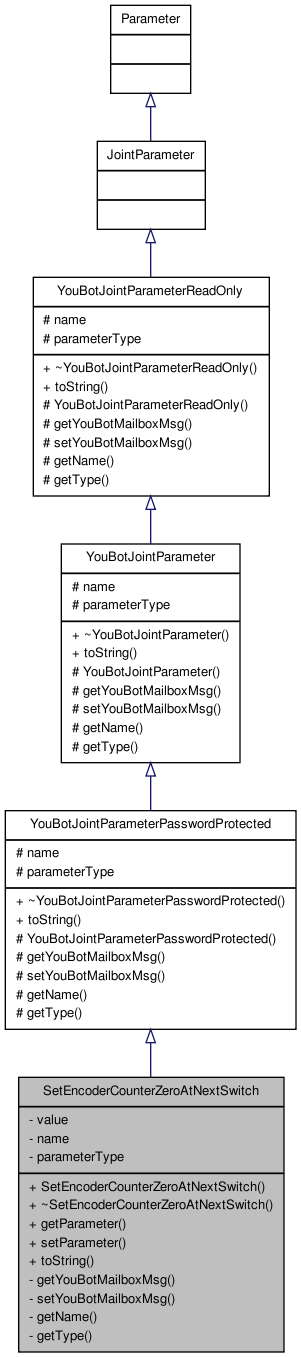 Parameter
JointParameter
YouBotJointParameterReadOnly
# name
# parameterType
+ ~YouBotJointParameterReadOnly()
+ toString()
# YouBotJointParameterReadOnly()
# getYouBotMailboxMsg()
# setYouBotMailboxMsg()
# getName()
# getType()
YouBotJointParameter
# name
# parameterType
+ ~YouBotJointParameter()
+ toString()
# YouBotJointParameter()
# getYouBotMailboxMsg()
# setYouBotMailboxMsg()
# getName()
# getType()
YouBotJointParameterPasswordProtected
# name
# parameterType
+ ~YouBotJointParameterPasswordProtected()
+ toString()
# YouBotJointParameterPasswordProtected()
# getYouBotMailboxMsg()
# setYouBotMailboxMsg()
# getName()
# getType()
SetEncoderCounterZeroAtNextSwitch
- value
- name
- parameterType
+ SetEncoderCounterZeroAtNextSwitch()
+ ~SetEncoderCounterZeroAtNextSwitch()
+ getParameter()
+ setParameter()
+ toString()
- getYouBotMailboxMsg()
- setYouBotMailboxMsg()
- getName()
- getType()